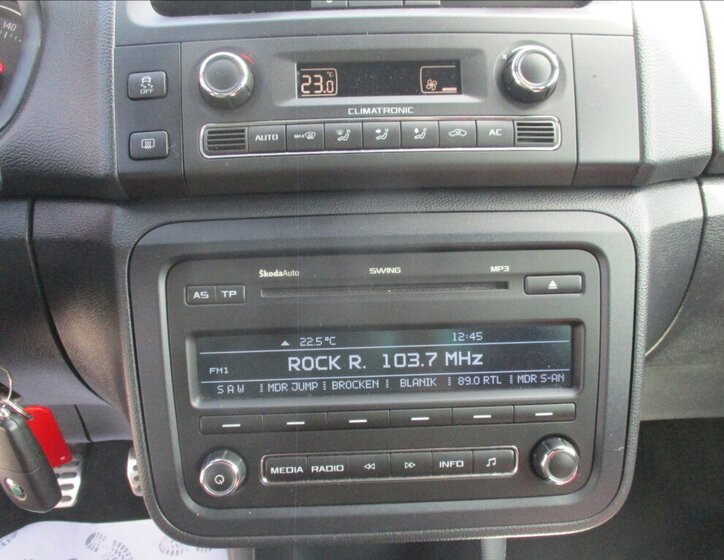 140
OFF
23.0 °C
CLIMATRONIC
AUTO MAX AC
ŠkodaAuto SWING MP3
AS TP
22.5°C 12:45
FM1 ROCK R. 103.7 MHz
SAW MDR JUMP BROCKEN BLANIK 89.0 RTL MDR S-AN
MEDIA RADIO INFO